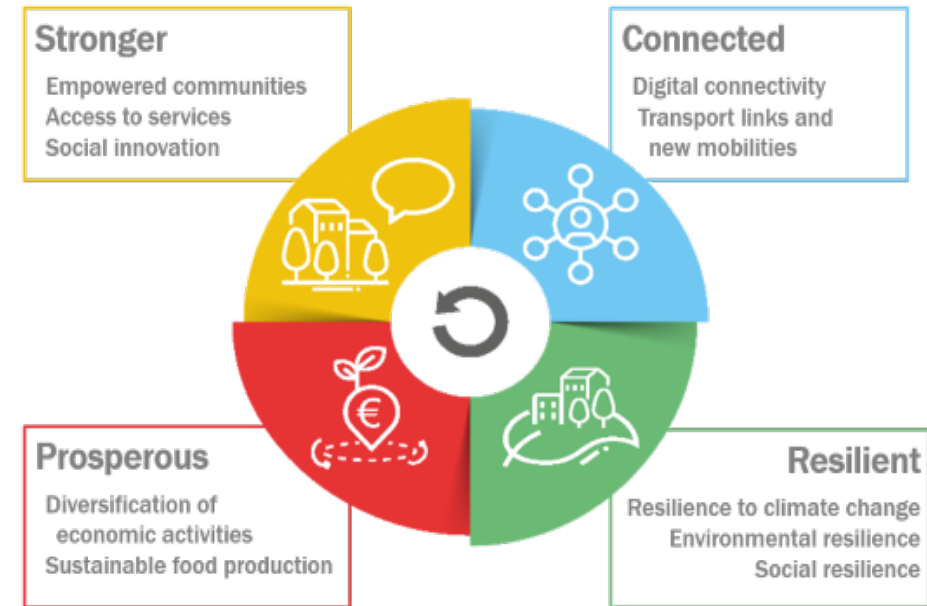 Stronger
Empowered communities
Access to services
Social innovation
Connected
Digital connectivity
Transport links and
new mobilities
€
Prosperous
Diversification of
economic activities
Sustainable food production
Resilient
Resilience to climate change
Environmental resilience
Social resilience